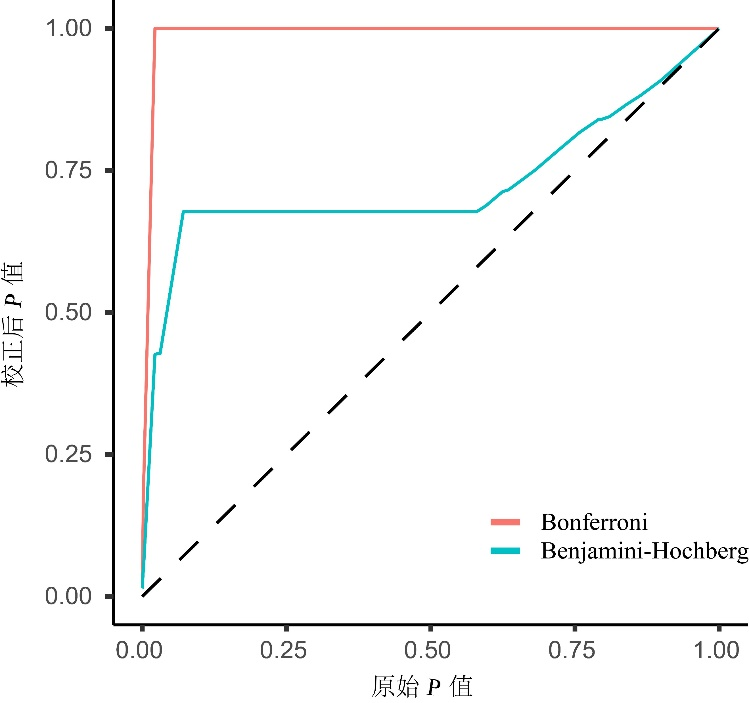 1.00
0.75
0.50
0.25
0.00
校正后 P 值
Bonferroni
Benjamini-Hochberg
0.00 0.25 0.50 0.75 1.00
原始 P 值